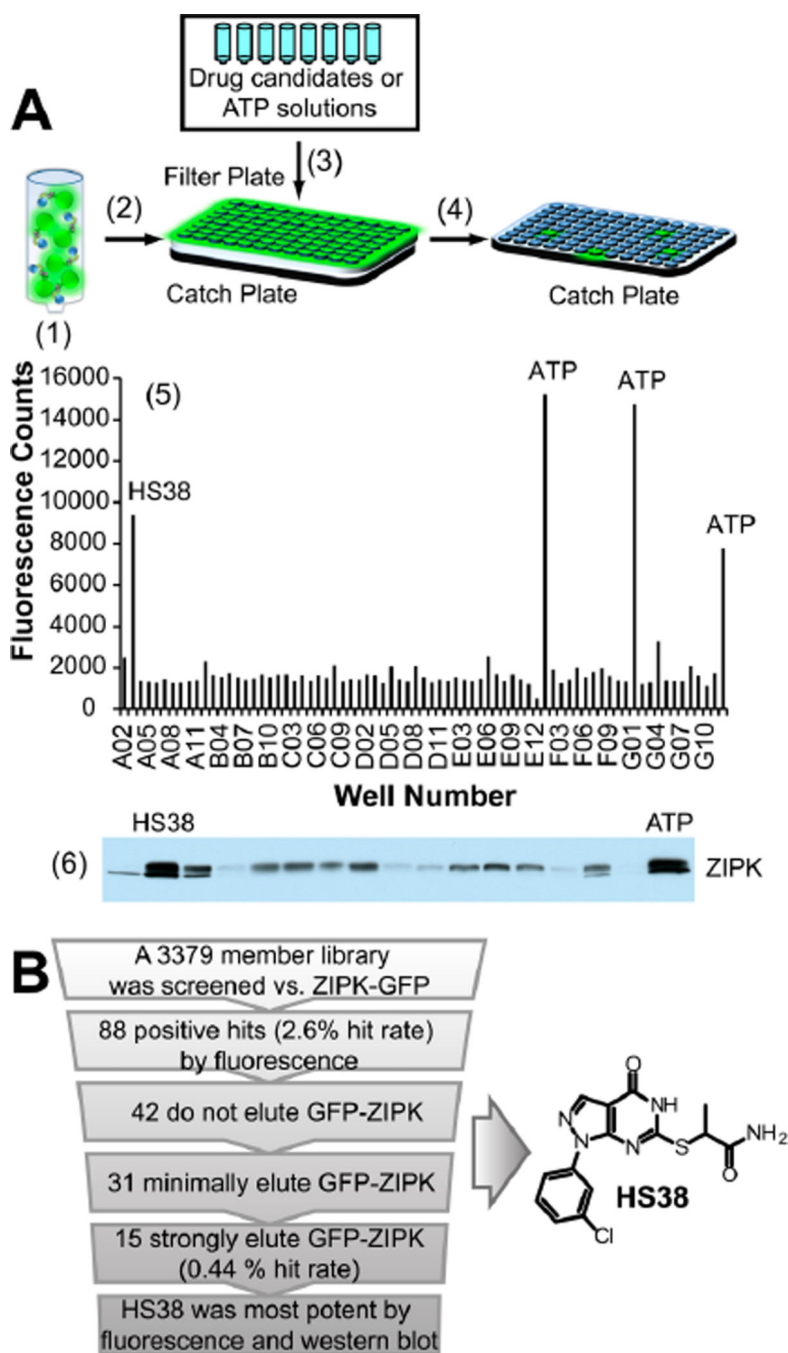 A
Drug candidates or
ATP solutions
(3)
Filter Plate
(2)
(4)
Catch Plate
Catch Plate
(1)
Fluorescence Counts
16000
14000
12000
10000
8000
6000
4000
2000
0
(5)
HS38
ATP
ATP
ATP
A02 A05 A08 A11 B04 B07 B10 C03 C06 C09 D02 D05 D08 D11 E03 E06 E09 E12 F03 F06 F09 G01 G04 G07 G10
Well Number
HS38
ATP
(6)
ZIPK
B
A 3379 member library
was screened vs. ZIPK-GFP
88 positive hits (2.6% hit rate)
by fluorescence
42 do not elute GFP-ZIPK
31 minimally elute GFP-ZIPK
15 strongly elute GFP-ZIPK
(0.44 % hit rate)
HS38 was most potent by
fluorescence and western blot
O
N
NH
N
N
S
NH2
O
Cl
HS38